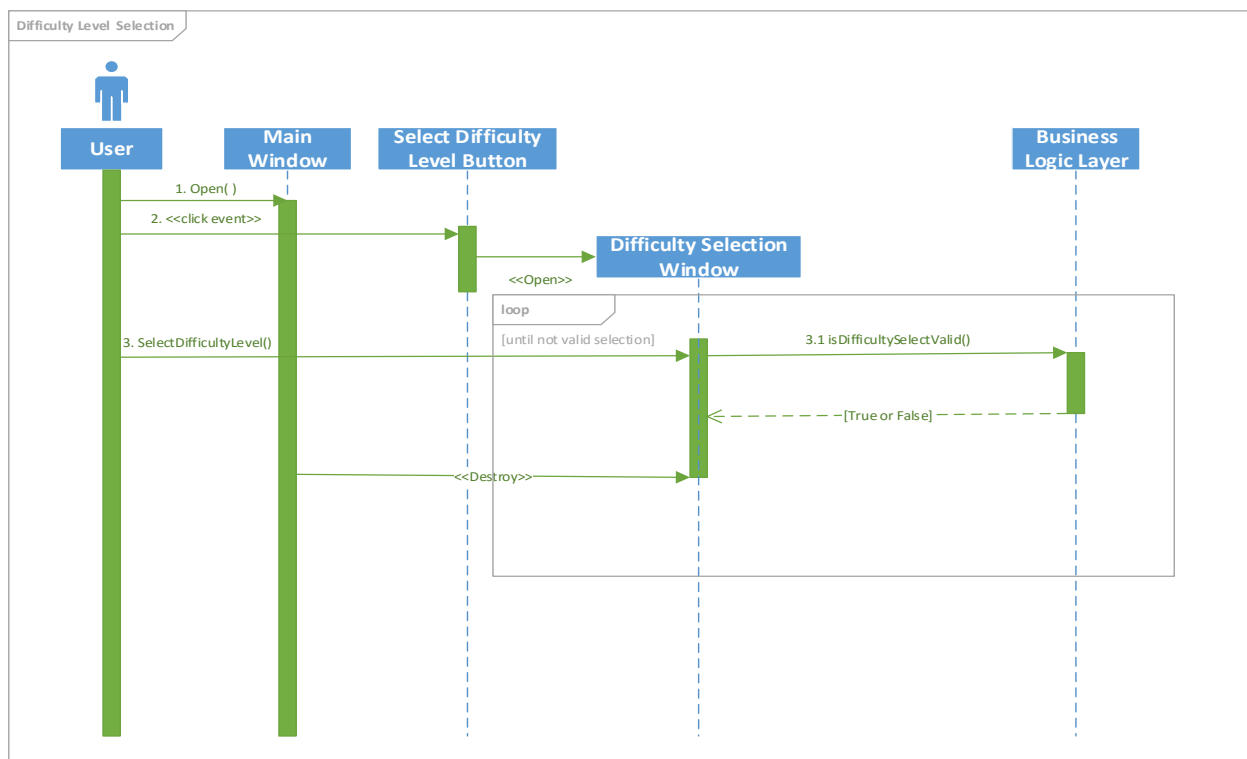 Difficulty Level Selection
User
Main
Window
Select Difficulty
Level Button
Business
Logic Layer
1. Open( )
2. <<click event>>
Difficulty Selection
Window
<<Open>>
loop
[until not valid selection]
3. SelectDifficultyLevel()
3.1 isDifficultySelectValid()
[True or False]
<<Destroy>>